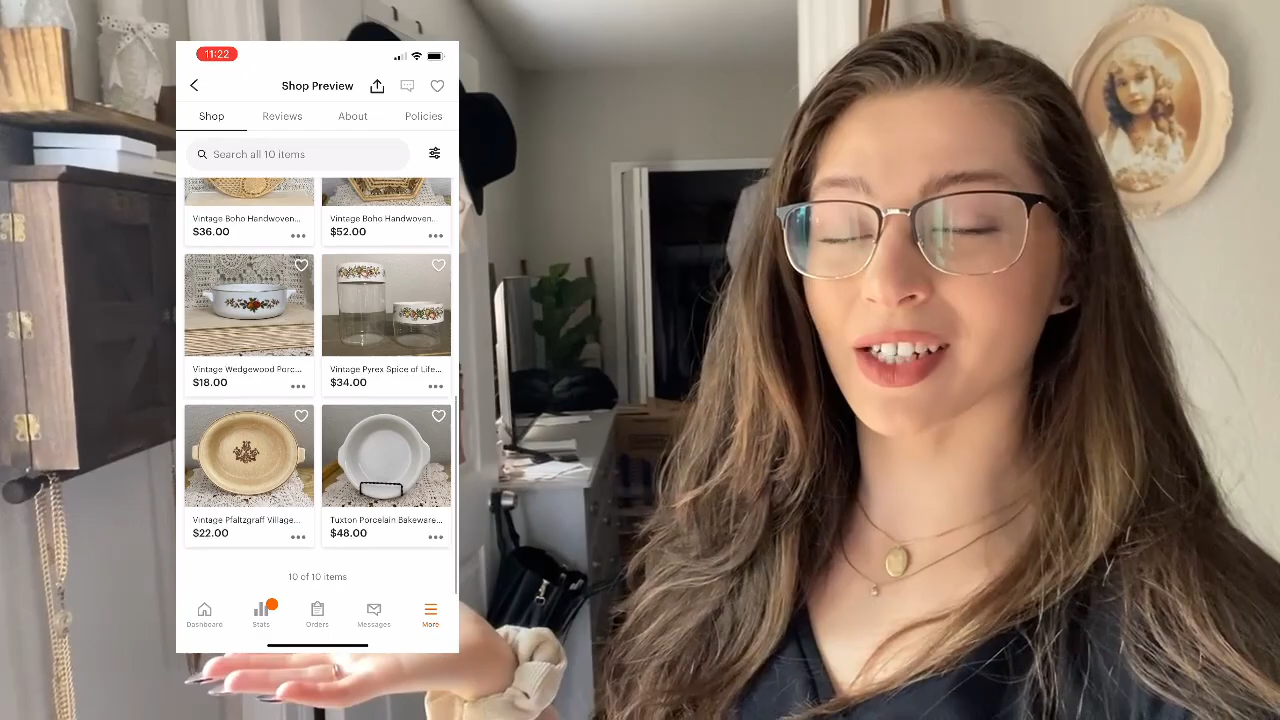 11:22
Shop Preview
Shop Reviews About Policies
Search all 10 items
Vintage Boho Handwoven... Vintage Boho Handwoven...
$36.00 $52.00
Vintage Wedgewood Porc... Vintage Pyrex Spice of Life...
$18.00 $34.00
Vintage Pfaltzgraff Village... Tuxton Porcelain Bakeware...
$22.00 $48.00
10 of 10 items
Dashboard Stats Orders Messages More